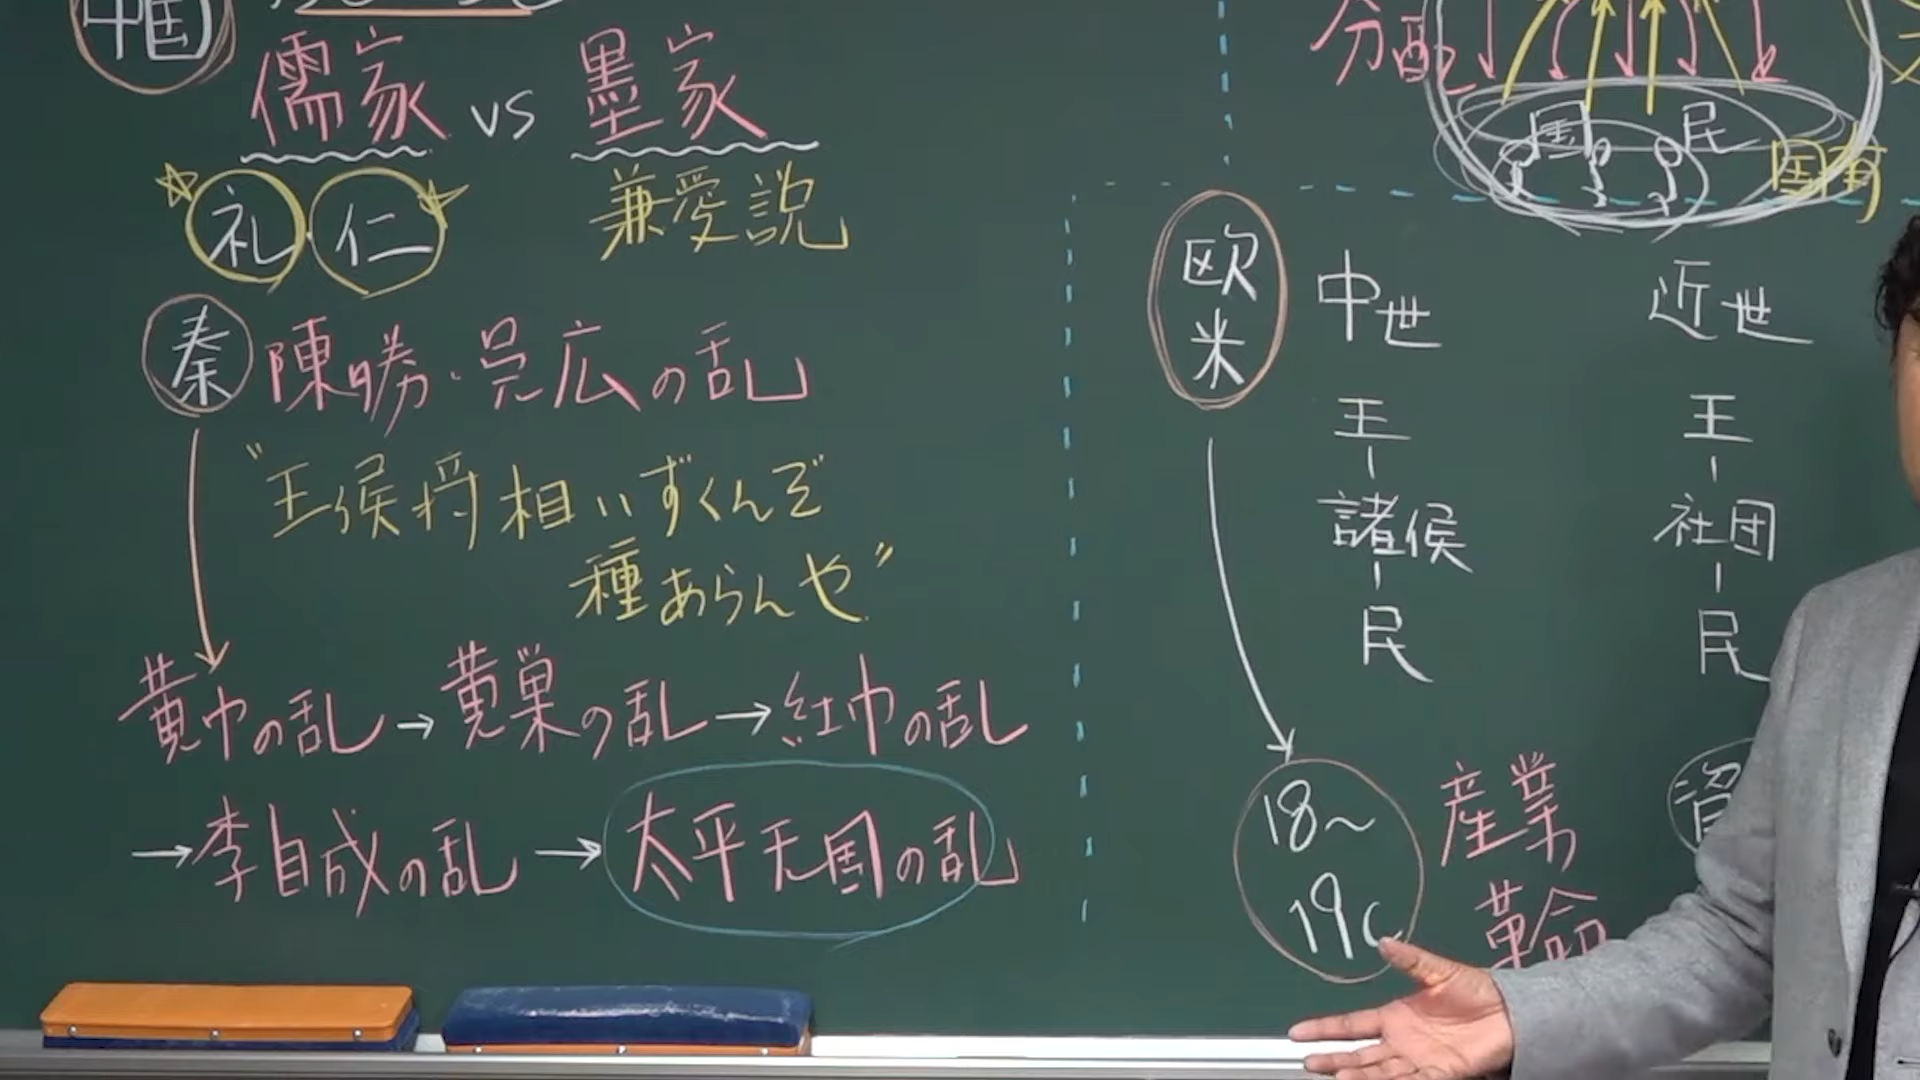 中国
儒家 vs 墨家
礼・仁 兼愛説
秦 陳勝・呉広の乱
"王侯将相いずくんぞ
種あらんや"
黄巾の乱→黄巣の乱→紅巾の乱
→李自成の乱→太平天国の乱
分配
国民
国有
欧米
中世 近世
王 王
諸侯 社団
民 民
18~
19C
産業
革命
資